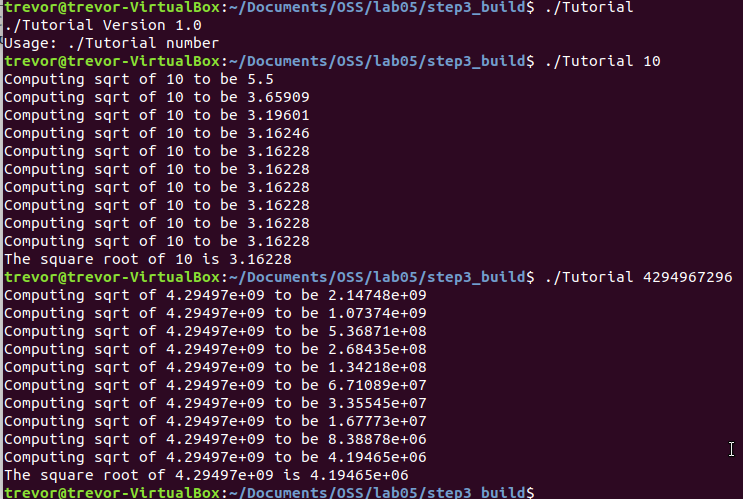 trevor@trevor-VirtualBox:~/Documents/OSS/lab05/step3_build$ ./Tutorial
./Tutorial Version 1.0
Usage: ./Tutorial number
trevor@trevor-VirtualBox:~/Documents/OSS/lab05/step3_build$ ./Tutorial 10
Computing sqrt of 10 to be 5.5
Computing sqrt of 10 to be 3.65909
Computing sqrt of 10 to be 3.19601
Computing sqrt of 10 to be 3.16246
Computing sqrt of 10 to be 3.16228
Computing sqrt of 10 to be 3.16228
Computing sqrt of 10 to be 3.16228
Computing sqrt of 10 to be 3.16228
Computing sqrt of 10 to be 3.16228
Computing sqrt of 10 to be 3.16228
The square root of 10 is 3.16228
trevor@trevor-VirtualBox:~/Documents/OSS/lab05/step3_build$ ./Tutorial 4294967296
Computing sqrt of 4.29497e+09 to be 2.14748e+09
Computing sqrt of 4.29497e+09 to be 1.07374e+09
Computing sqrt of 4.29497e+09 to be 5.36871e+08
Computing sqrt of 4.29497e+09 to be 2.68435e+08
Computing sqrt of 4.29497e+09 to be 1.34218e+08
Computing sqrt of 4.29497e+09 to be 6.71089e+07
Computing sqrt of 4.29497e+09 to be 3.35545e+07
Computing sqrt of 4.29497e+09 to be 1.67773e+07
Computing sqrt of 4.29497e+09 to be 8.38878e+06
Computing sqrt of 4.29497e+09 to be 4.19465e+06
The square root of 4.29497e+09 is 4.19465e+06
trevor@trevor-VirtualBox:~/Documents/OSS/lab05/step3_build$